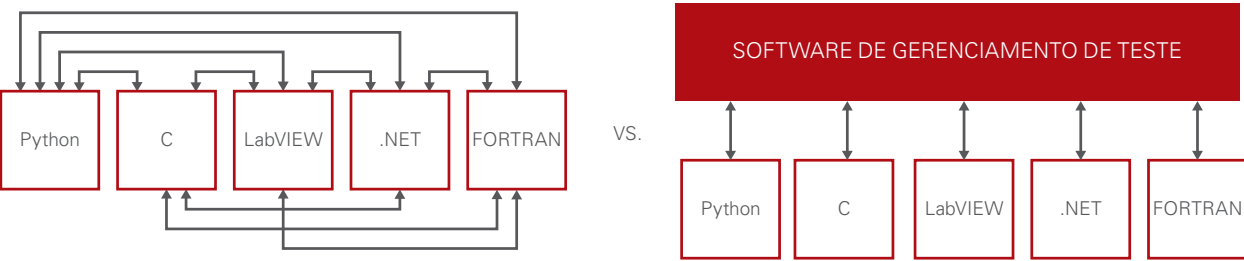 Python
C
LabVIEW
.NET
FORTRAN
VS.
SOFTWARE DE GERENCIAMENTO DE TESTE
Python
C
LabVIEW
.NET
FORTRAN